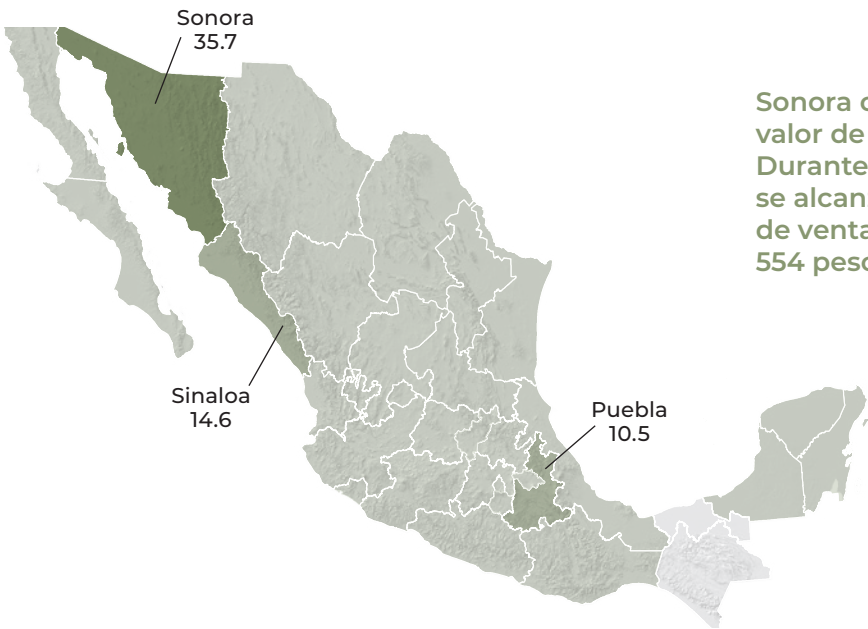 Sonora
35.7
Sonora
valor de
Durante
se alcan
de venta
554 peso
Sinaloa
14.6
Puebla
10.5